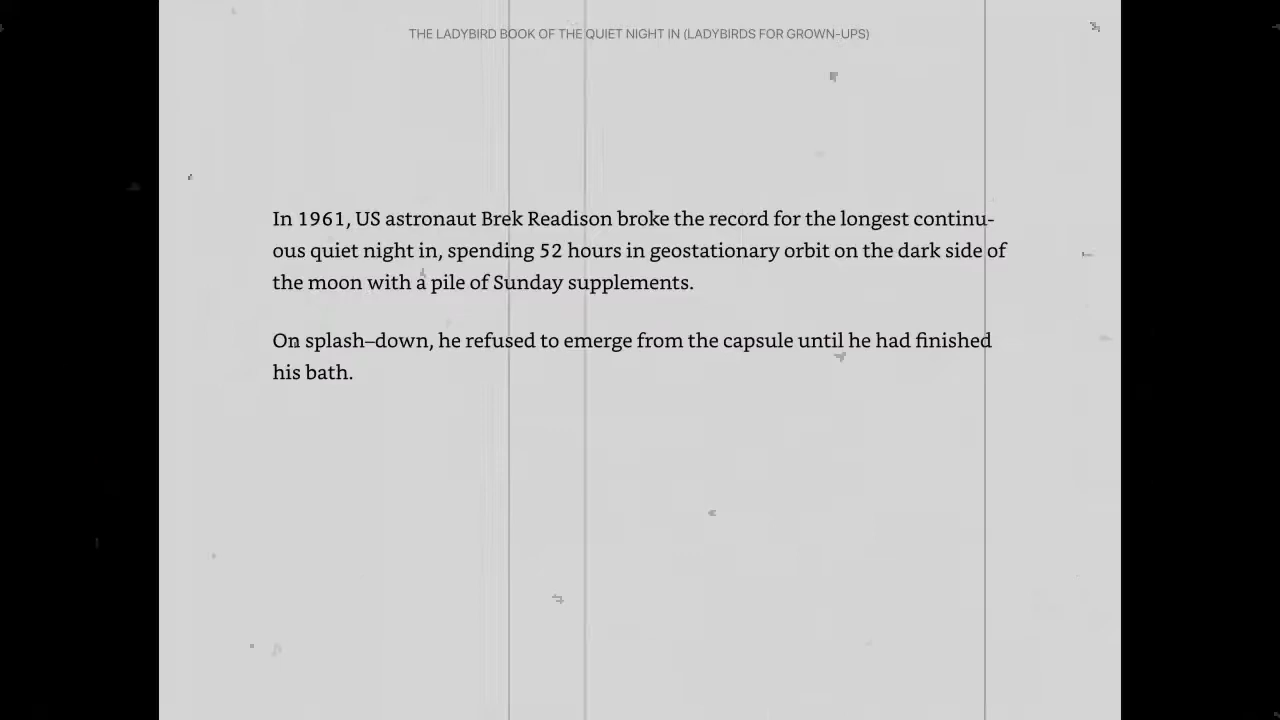 THE LADYBIRD BOOK OF THE QUIET NIGHT IN (LADYBIRDS FOR GROWN-UPS)
In 1961, US astronaut Brek Readison broke the record for the longest continu-
ous quiet night in, spending 52 hours in geostationary orbit on the dark side of
the moon with a pile of Sunday supplements.
On splash–down, he refused to emerge from the capsule until he had finished
his bath.